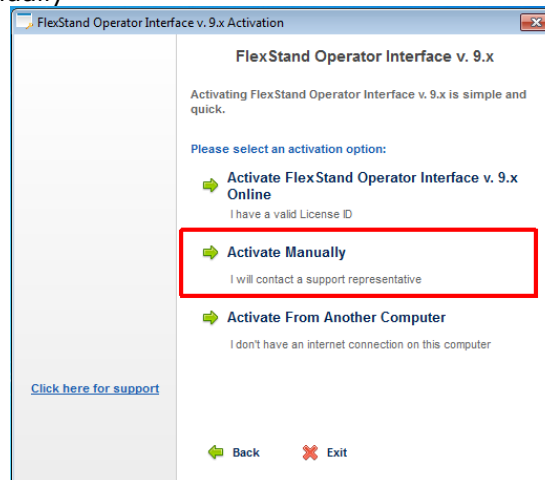 FlexStand Operator Interface v. 9.x Activation
FlexStand Operator Interface v. 9.x
Activating FlexStand Operator Interface v. 9.x is simple and
quick.
Please select an activation option:
Activate FlexStand Operator Interface v. 9.x
Online
I have a valid License ID
Activate Manually
I will contact a support representative
Activate From Another Computer
I don't have an internet connection on this computer
Click here for support
Back
Exit